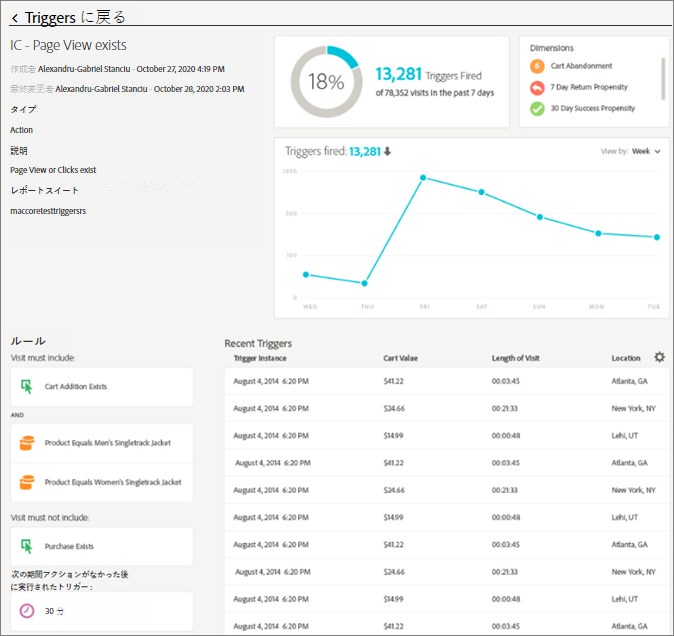 Triggers に戻る
IC - Page View exists
作成者 Alexandru-Gabriel Stanciu - October 27, 2020 4:19 PM
最終変更者 Alexandru-Gabriel Stanciu - October 28, 2020 2:03 PM
タイプ
Action
説明
Page View or Clicks exist
レポートスイート
maccoretesttriggersrs
18%
13,281 Triggers Fired
of 78,352 visits in the past 7 days
Dimensions
6 Cart Abandonment
7 Day Return Propensity
30 Day Success Propensity
Triggers fired: 13,281
View by: Week
1000
500
100
0
WED THU FRI SAT SUN MON TUE
ルール
Visit must include:
Cart Addition Exists
AND
Product Equals Men's Singletrack Jacket
Product Equals Women's Singletrack Jacket
Visit must not include:
Purchase Exists
次の期間アクションがなかった後
に実行されたトリガー :
30 分
Recent Triggers
Trigger Instance Cart Value Length of Visit Location
August 4, 2014 6:20 PM $41.22 00:03:45 Atlanta, GA
August 4, 2014 6:20 PM $24.66 00:21:33 New York, NY
August 4, 2014 6:20 PM $14.99 00:00:48 Lehi, UT
August 4, 2014 6:20 PM $41.22 00:03:45 Atlanta, GA
August 4, 2014 6:20 PM $24.66 00:21:33 New York, NY
August 4, 2014 6:20 PM $14.99 00:00:48 Lehi, UT
August 4, 2014 6:20 PM $41.22 00:03:45 Atlanta, GA
August 4, 2014 6:20 PM $24.66 00:21:33 New York, NY
August 4, 2014 6:20 PM $14.99 00:00:48 Lehi, UT
August 4, 2014 6:20 PM $41.22 00:03:45 Atlanta, GA